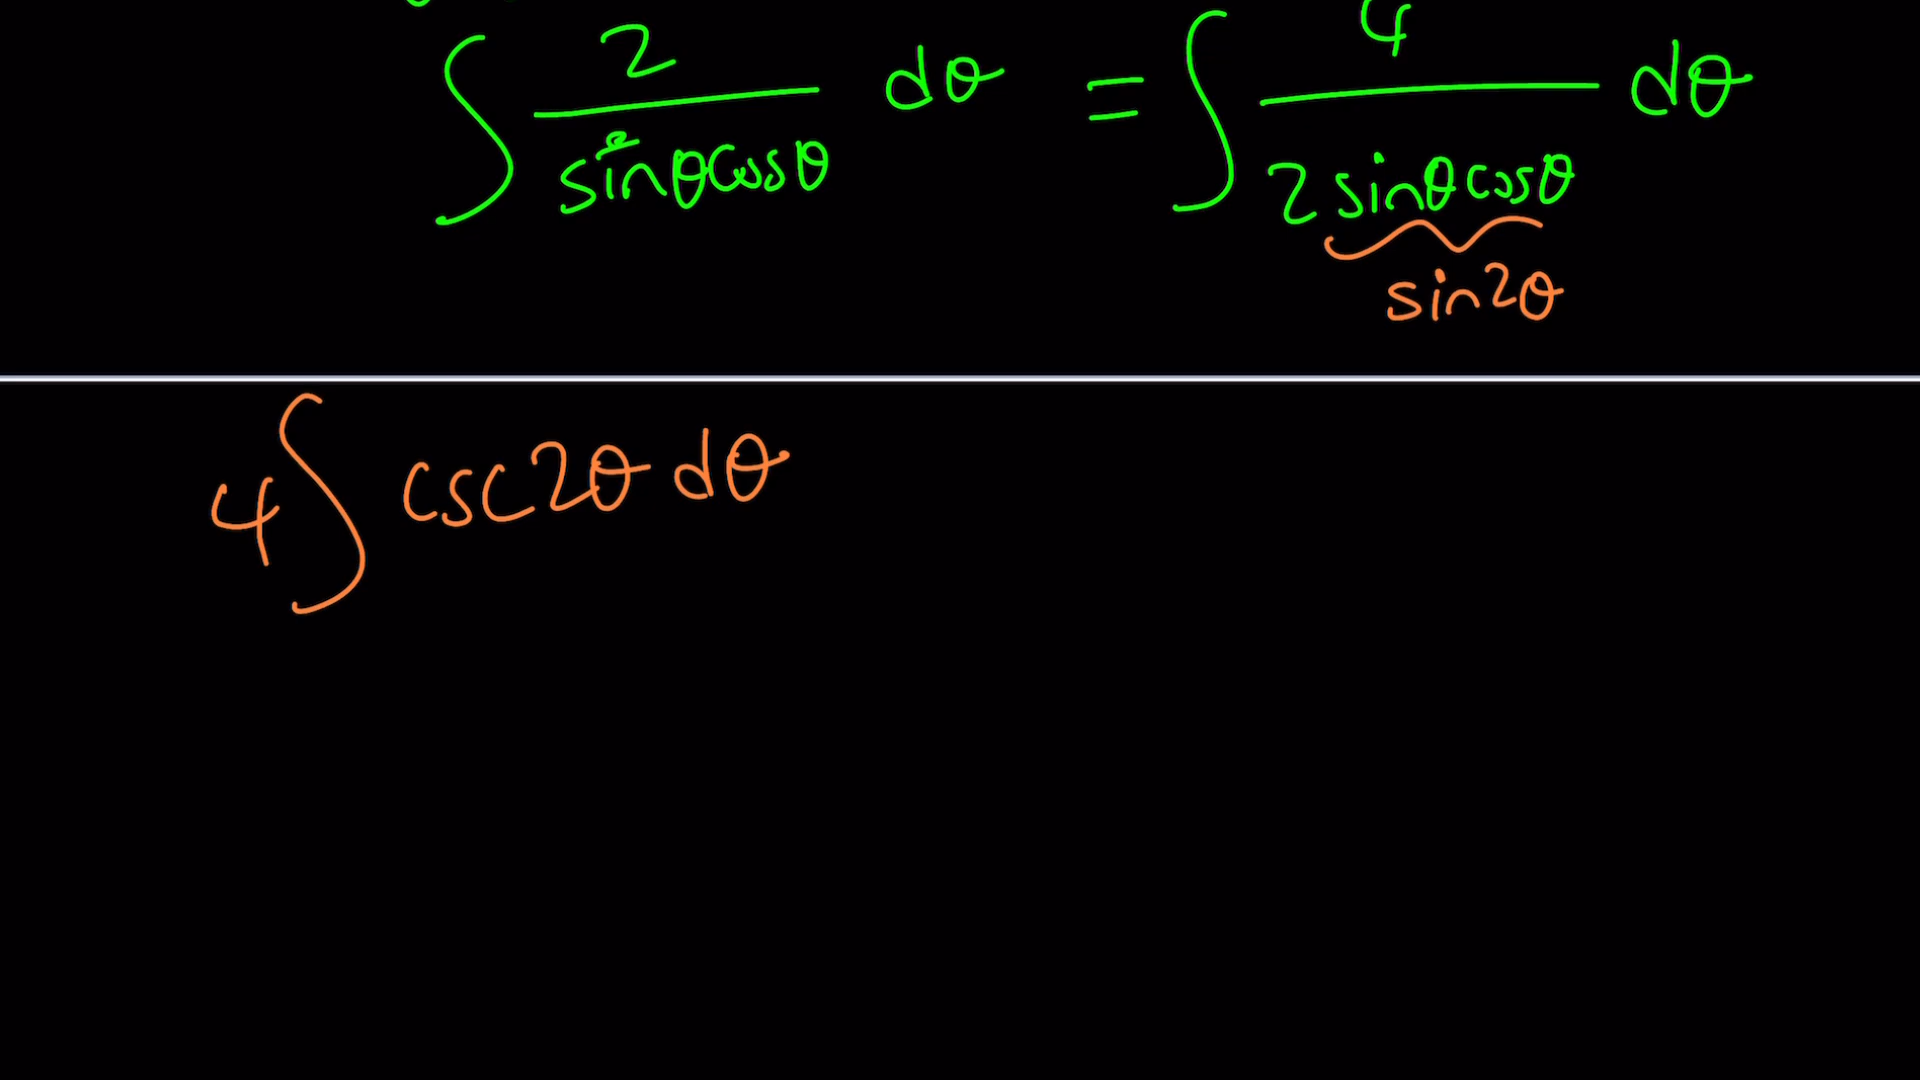 ∫ 2/(sinθcosθ) dθ = ∫ 4/(2sinθcosθ) dθ
sin2θ
4∫ csc2θ dθ